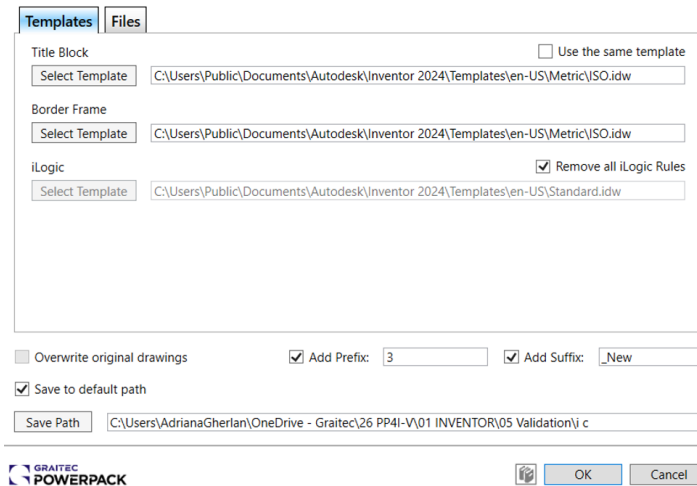 Templates Files
Title Block Use the same template
Select Template C:\Users\Public\Documents\Autodesk\Inventor 2024\Templates\en-US\Metric\ISO.idw
Border Frame
Select Template C:\Users\Public\Documents\Autodesk\Inventor 2024\Templates\en-US\Metric\ISO.idw
iLogic Remove all iLogic Rules
Select Template C:\Users\Public\Documents\Autodesk\Inventor 2024\Templates\en-US\Standard.idw
Overwrite original drawings Add Prefix: 3 Add Suffix: _New
Save to default path
Save Path C:\Users\AdrianaGherlan\OneDrive - Graitec\26 PP4I-V\01 INVENTOR\05 Validation\i c
GRAITEC
POWERPACK OK Cancel